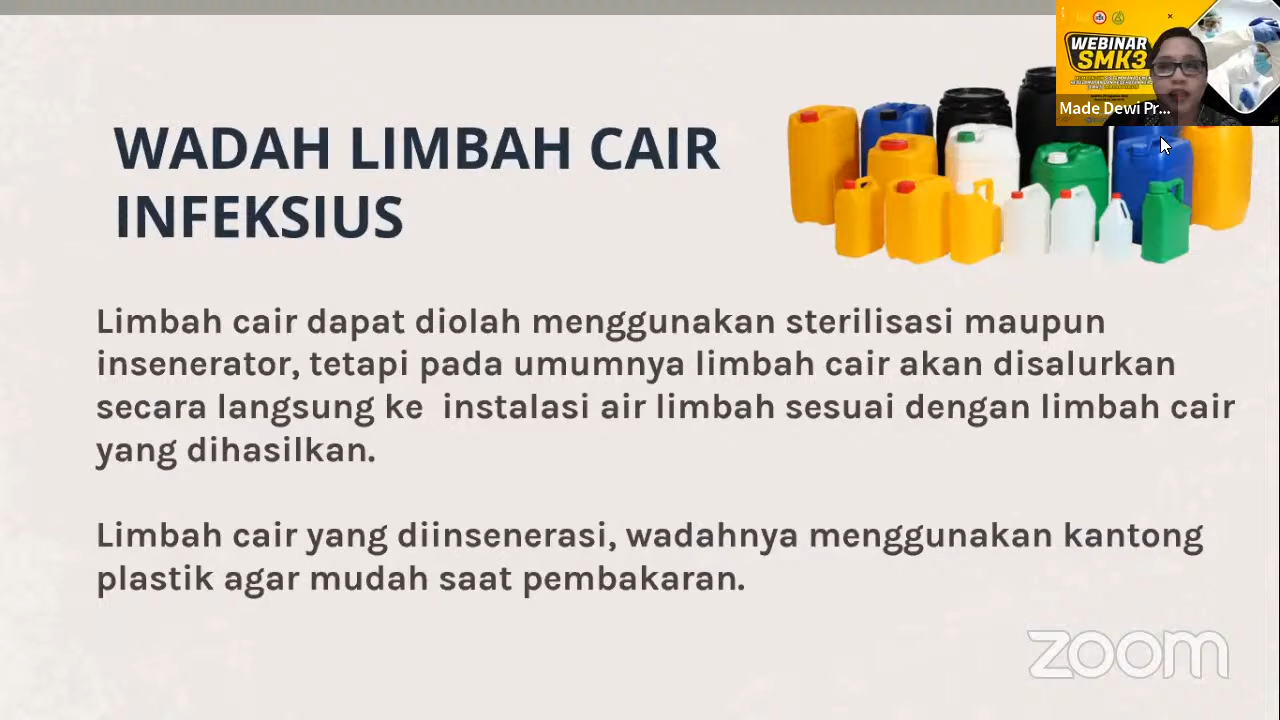 WEBINAR
SMK3
Made Dewi Pr...
WADAH LIMBAH CAIR
INFEKSIUS
Limbah cair dapat diolah menggunakan sterilisasi maupun
insenerator, tetapi pada umumnya limbah cair akan disalurkan
secara langsung ke  instalasi air limbah sesuai dengan limbah cair
yang dihasilkan.
Limbah cair yang diinsenerasi, wadahnya menggunakan kantong
plastik agar mudah saat pembakaran.
zoom